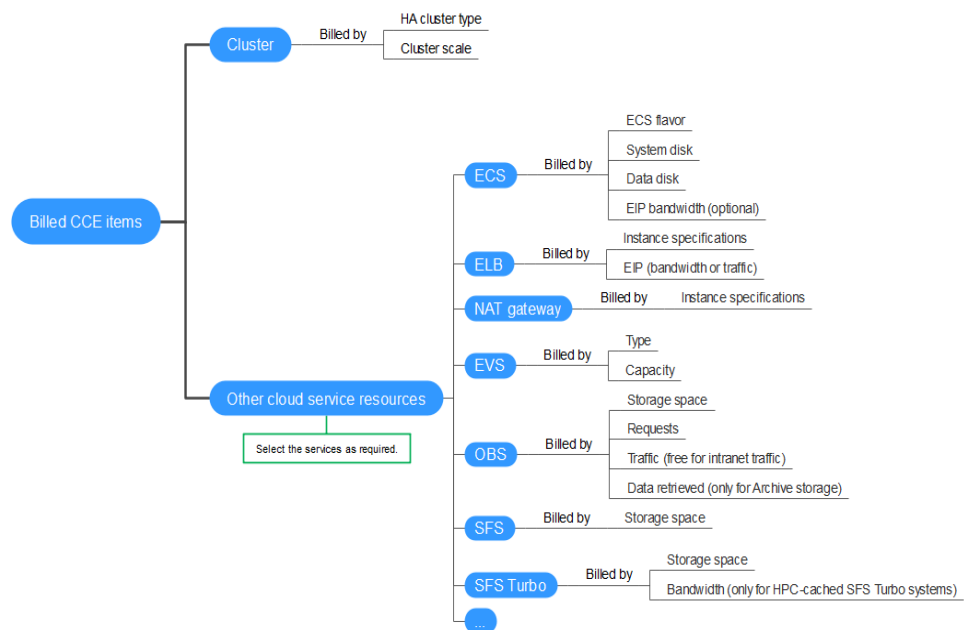 Billed CCE items
Cluster
Billed by
HA cluster type
Cluster scale
Other cloud service resources
Select the services as required.
ECS
Billed by
ECS flavor
System disk
Data disk
EIP bandwidth (optional)
ELB
Billed by
Instance specifications
EIP (bandwidth or traffic)
NAT gateway
Billed by
Instance specifications
EVS
Billed by
Type
Capacity
OBS
Billed by
Storage space
Requests
Traffic (free for intranet traffic)
Data retrieved (only for Archive storage)
SFS
Billed by
Storage space
SFS Turbo
Billed by
Storage space
Bandwidth (only for HPC-cached SFS Turbo systems)
...